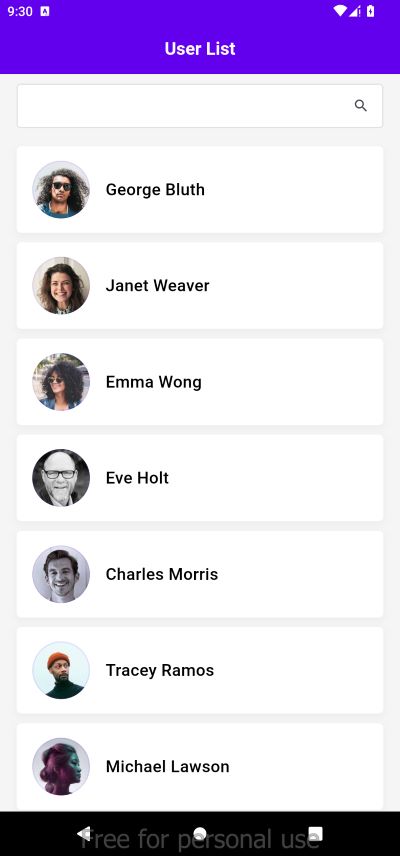 9:30
User List
George Bluth
Janet Weaver
Emma Wong
Eve Holt
Charles Morris
Tracey Ramos
Michael Lawson
Free for personal use